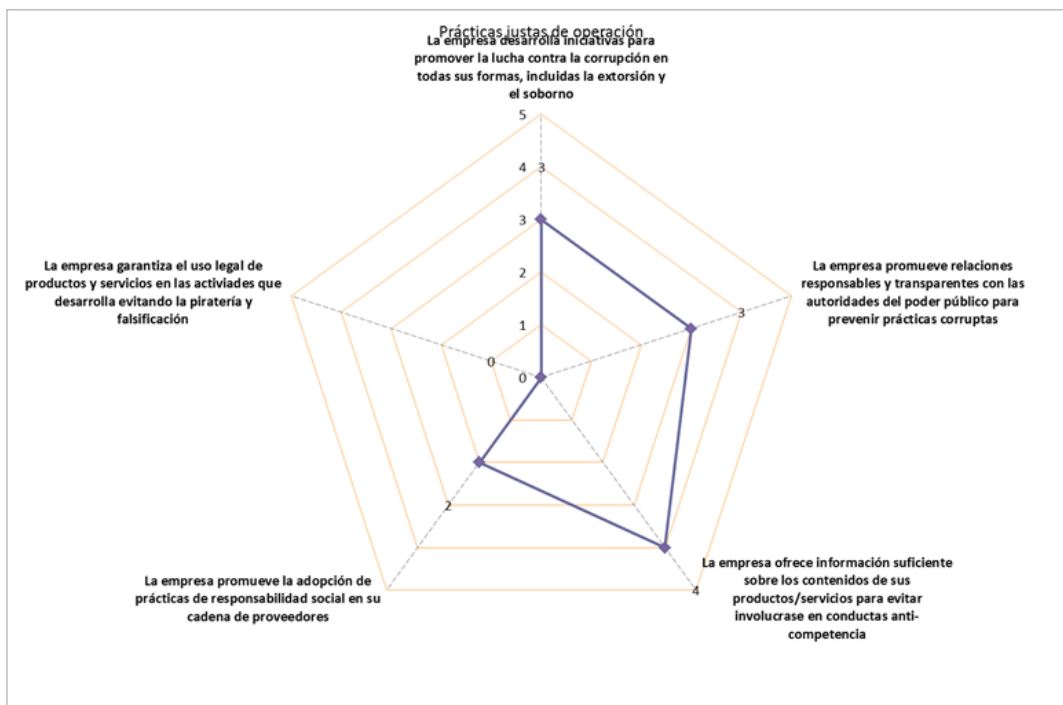 Prácticas justas de operación
La empresa desarrolla iniciativas para
promover la lucha contra la corrupción en
todas sus formas, incluidas la extorsión y
el soborno
5
4
3
3
2
1
0
0
La empresa promueve relaciones
responsables y transparentes con las
autoridades del poder público para
prevenir prácticas corruptas
3
La empresa ofrece información suficiente
sobre los contenidos de sus
productos/servicios para evitar
involucrase en conductas anti-
competencia
4
La empresa promueve la adopción de
prácticas de responsabilidad social en su
cadena de proveedores
2
La empresa garantiza el uso legal de
productos y servicios en las activiades que
desarrolla evitando la piratería y
falsificación